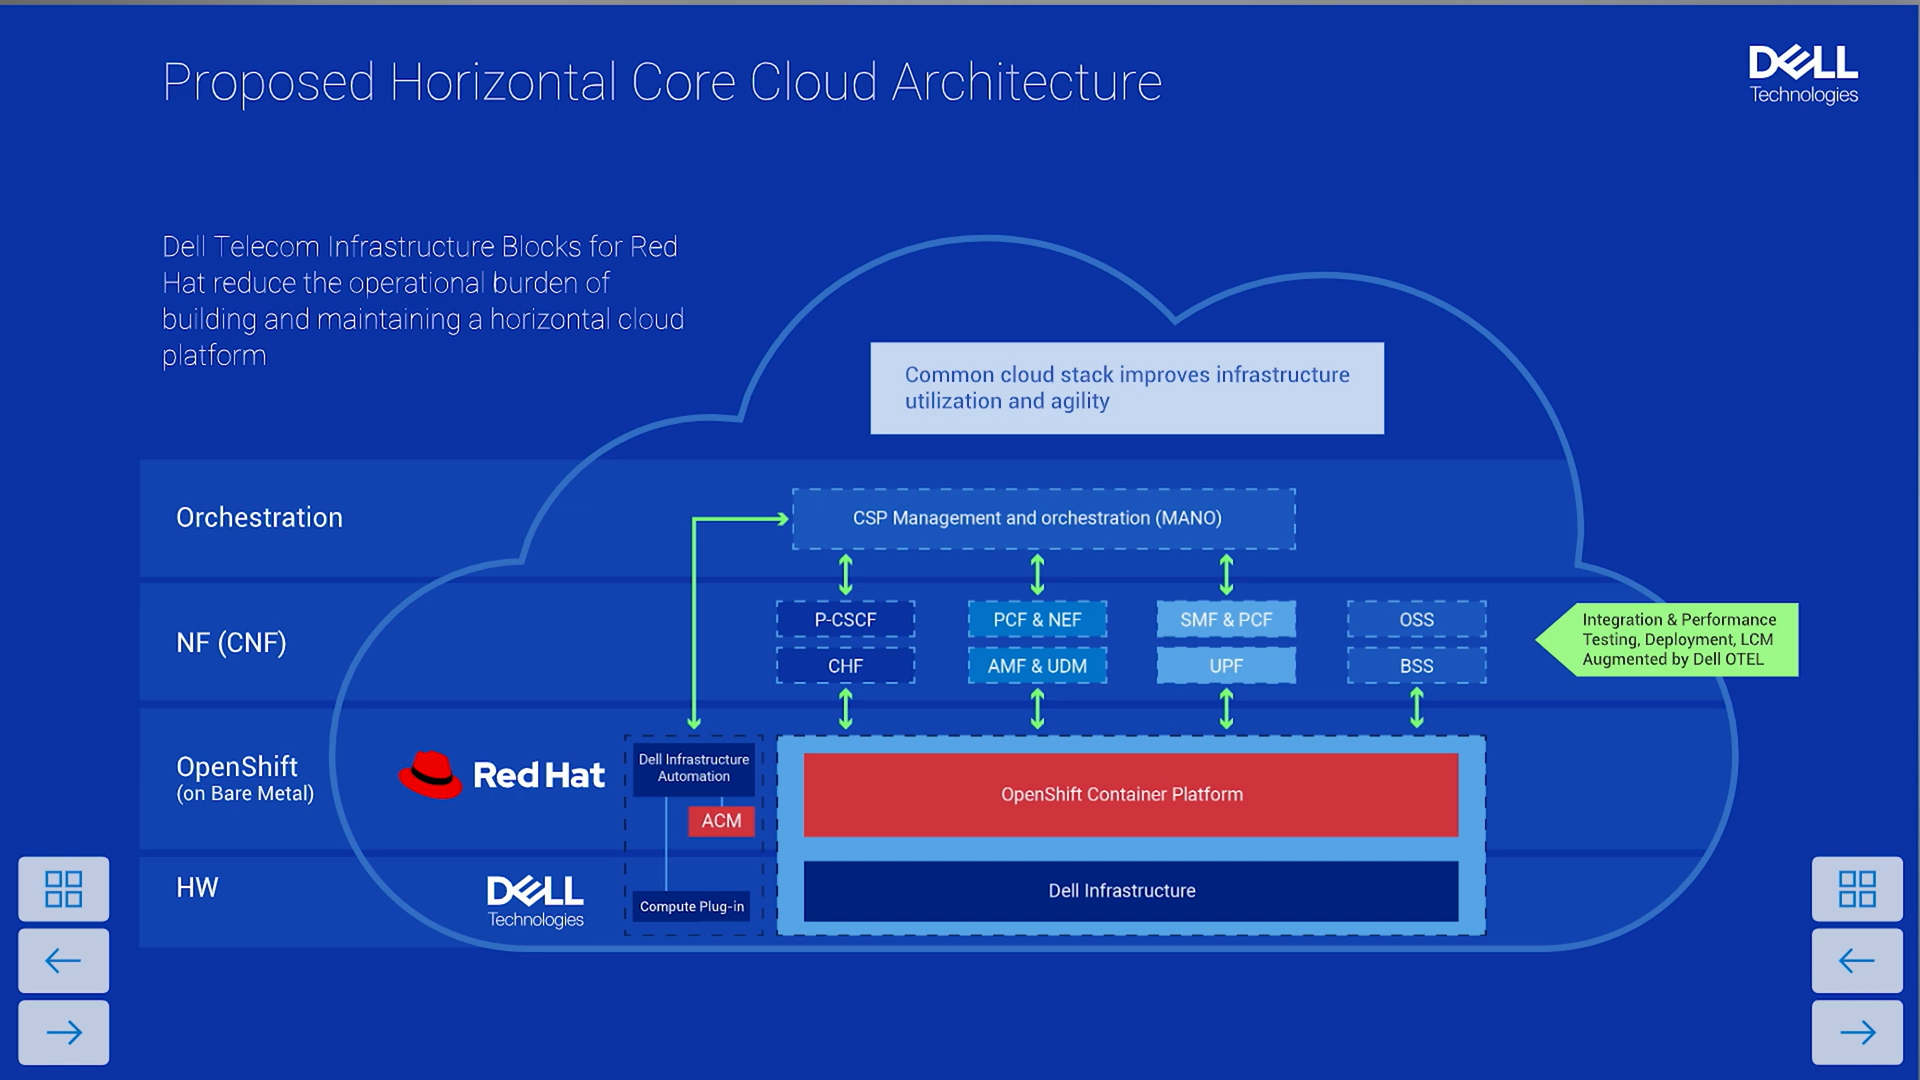 Proposed Horizontal Core Cloud Architecture
DELL
Technologies
Dell Telecom Infrastructure Blocks for Red
Hat reduce the operational burden of
building and maintaining a horizontal cloud
platform
Common cloud stack improves infrastructure
utilization and agility
Orchestration
CSP Management and orchestration (MANO)
NF (CNF)
P-CSCF
PCF & NEF
SMF & PCF
OSS
CHF
AMF & UDM
UPF
BSS
Integration & Performance
Testing, Deployment, LCM
Augmented by Dell OTEL
OpenShift
(on Bare Metal)
Red Hat
Dell Infrastructure
Automation
ACM
OpenShift Container Platform
HW
DELL
Technologies
Compute Plug-in
Dell Infrastructure